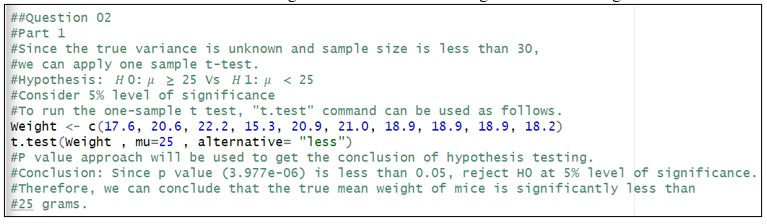 ##Question 02
#Part 1
#Since the true variance is unknown and sample size is less than 30,
#we can apply one sample t-test.
#Hypothesis: H0: μ ≥ 25 Vs H1: μ < 25
#Consider 5% level of significance
#To run the one-sample t test, "t.test" command can be used as follows.
Weight <- c(17.6, 20.6, 22.2, 15.3, 20.9, 21.0, 18.9, 18.9, 18.9, 18.2)
t.test(Weight , mu=25 , alternative= "less")
#P value approach will be used to get the conclusion of hypothesis testing.
#Conclusion: Since p value (3.977e-06) is less than 0.05, reject H0 at 5% level of significance.
#Therefore, we can conclude that the true mean weight of mice is significantly less than
#25 grams.